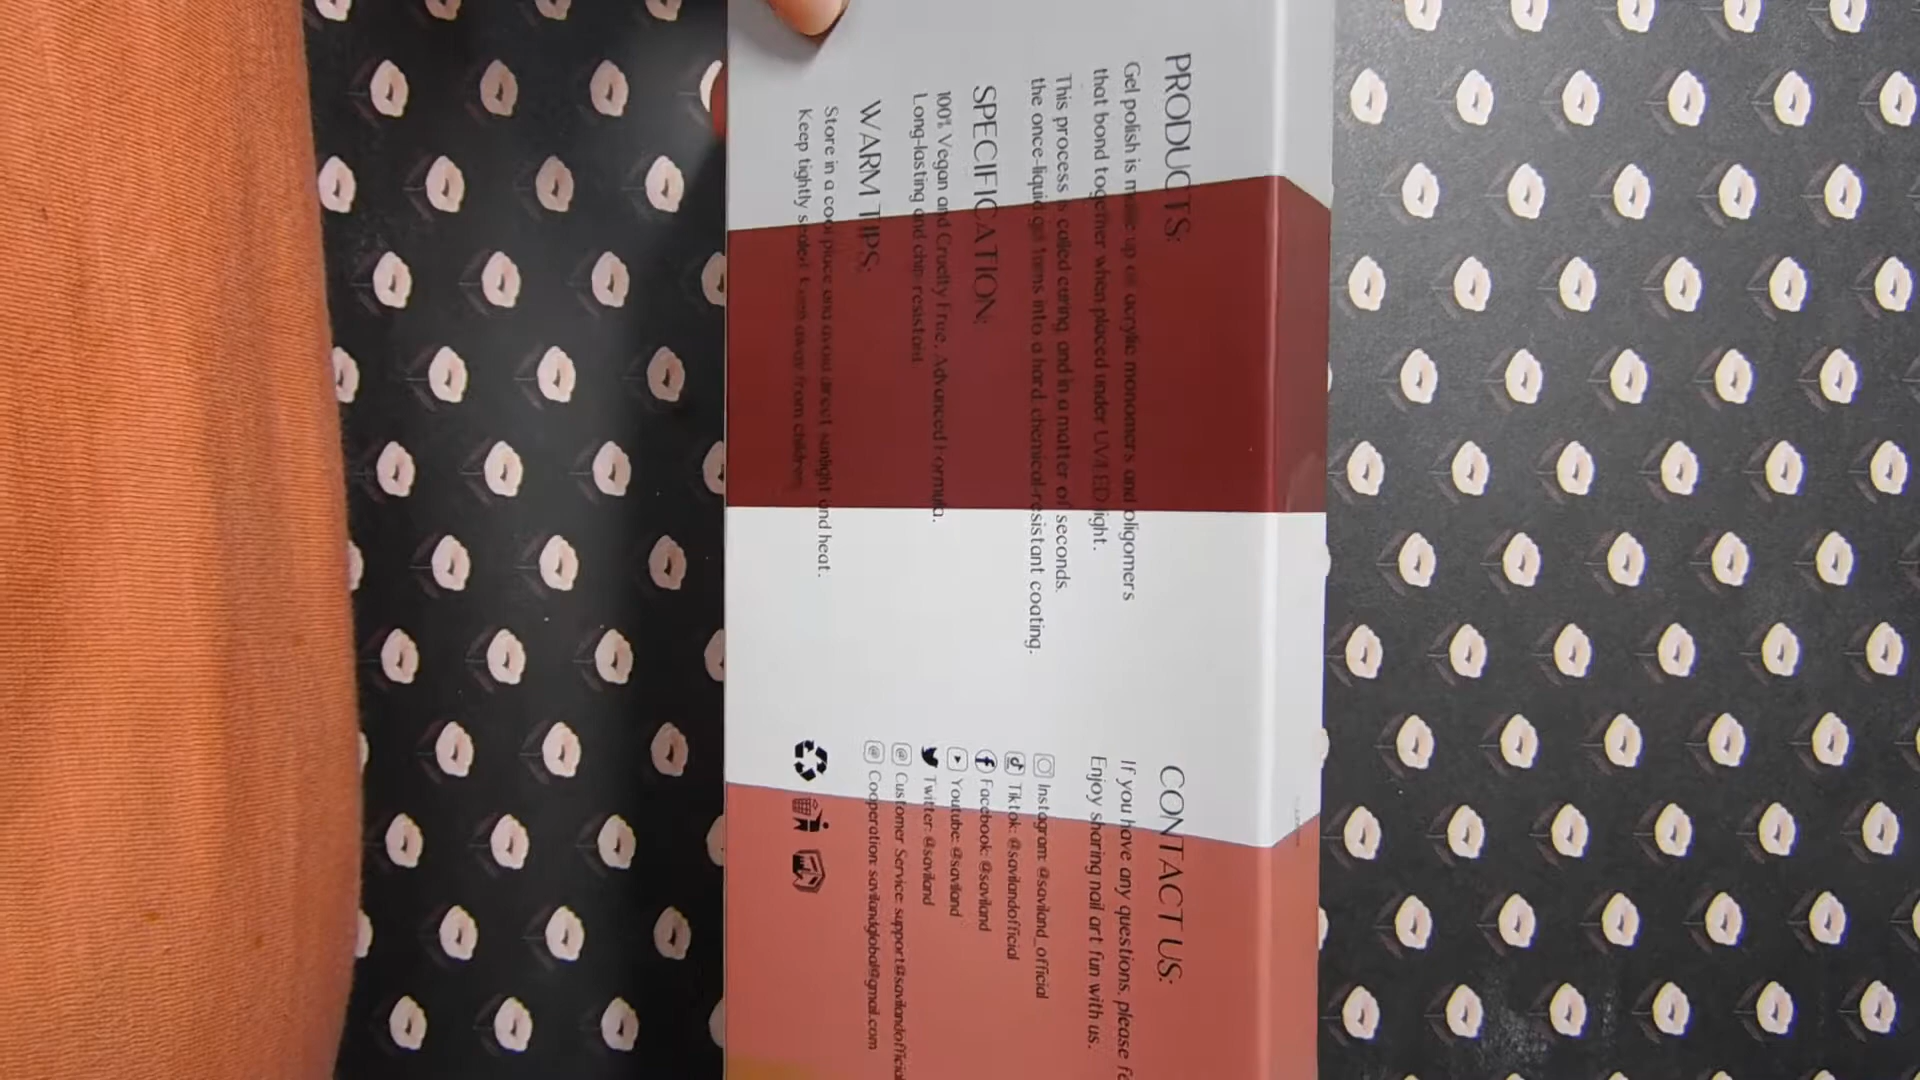 PRODUCTS:
Gel polish is made up of acrylic monomers and oligomers
that bond together when placed under UV/LED light.
This process is called curing, and in a matter of seconds,
the once-liquid gel turns into a hard, chemical-resistant coating.
SPECIFICATION:
100% Vegan and Cruelty Free, Advanced Formula.
Long-lasting and chip resistant
WARM TIPS:
Store in a cool place and avoid direct sunlight and heat.
Keep tightly sealed. Keep away from children.
CONTACT US:
If you have any questions, please
Enjoy sharing nail art fun with us.
Instagram: @saviland_official
Tiktok: @savilandofficial
Facebook: @saviland
Youtube: @saviland
Twitter: @saviland
Customer Service: support@savilandofficial
Cooperation: savilandglobal@gmail.com